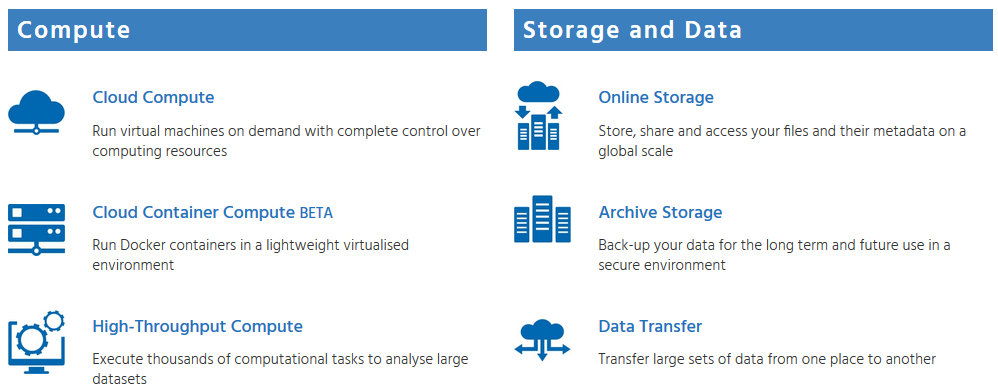 Compute
Cloud Compute
Run virtual machines on demand with complete control over
computing resources
Cloud Container Compute BETA
Run Docker containers in a lightweight virtualised
environment
High-Throughput Compute
Execute thousands of computational tasks to analyse large
datasets
Storage and Data
Online Storage
Store, share and access your files and their metadata on a
global scale
Archive Storage
Back-up your data for the long term and future use in a
secure environment
Data Transfer
Transfer large sets of data from one place to another